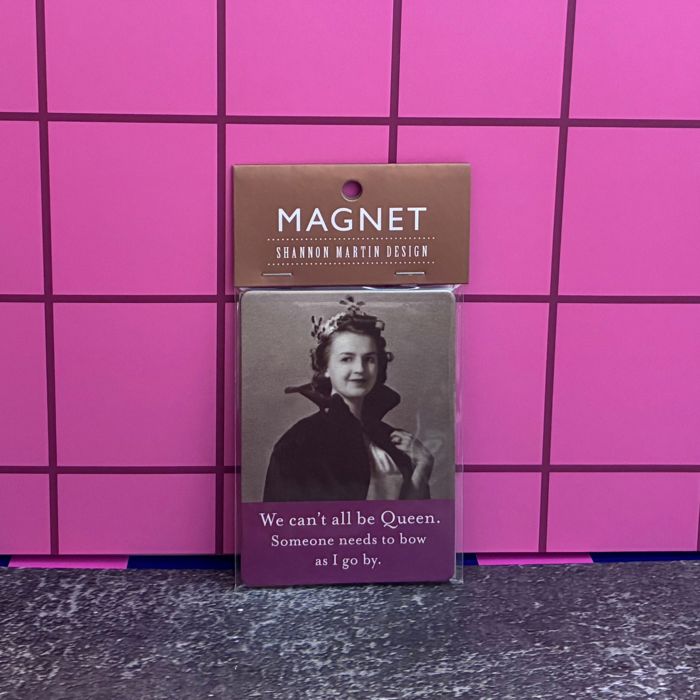 MAGNET
SHANNON MARTIN DESIGN
We can't all be Queen.
Someone needs to bow
as I go by.